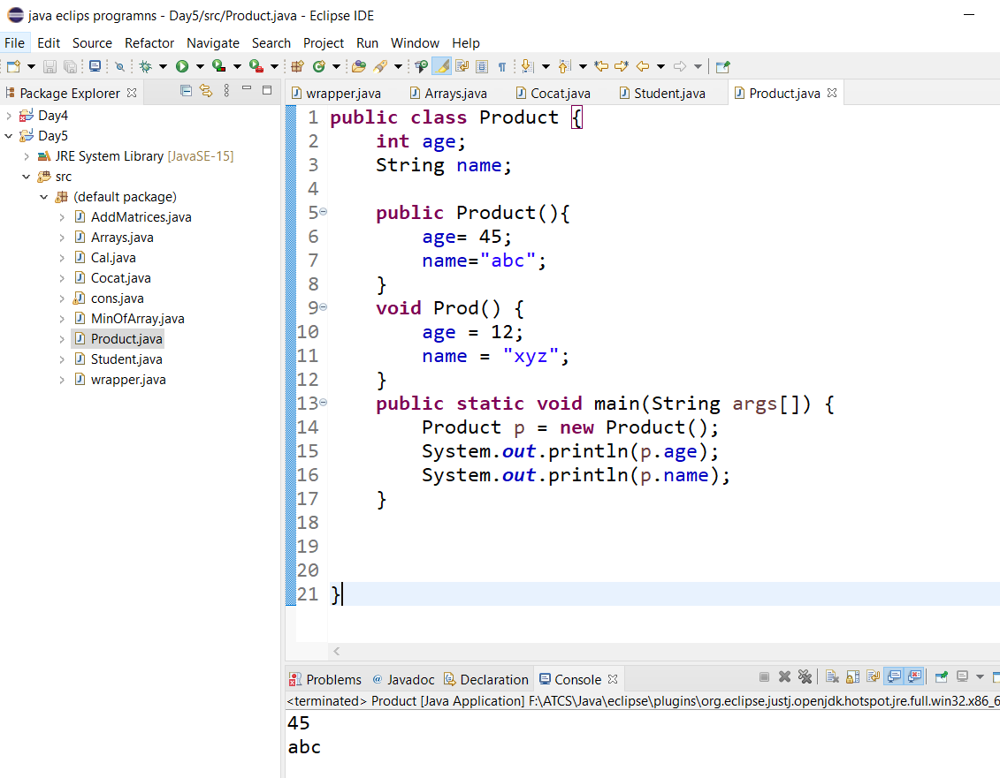 java eclips programns - Day5/src/Product.java - Eclipse IDE
File Edit Source Refactor Navigate Search Project Run Window Help
Package Explorer
Day4
Day5
JRE System Library [JavaSE-15]
src
(default package)
AddMatrices.java
Arrays.java
Cal.java
Cocat.java
cons.java
MinOfArray.java
Product.java
Student.java
wrapper.java
wrapper.java Arrays.java Cocat.java Student.java Product.java
1 public class Product {
2     int age;
3     String name;
4
5     public Product(){
6         age= 45;
7         name="abc";
8     }
9     void Prod() {
10         age = 12;
11         name = "xyz";
12     }
13     public static void main(String args[]) {
14         Product p = new Product();
15         System.out.println(p.age);
16         System.out.println(p.name);
17     }
18
19
20
21 }
Problems @ Javadoc Declaration Console
<terminated> Product [Java Application] F:\ATCS\Java\eclipse\plugins\org.eclipse.justj.openjdk.hotspot.jre.full.win32.x86_6
45
abc